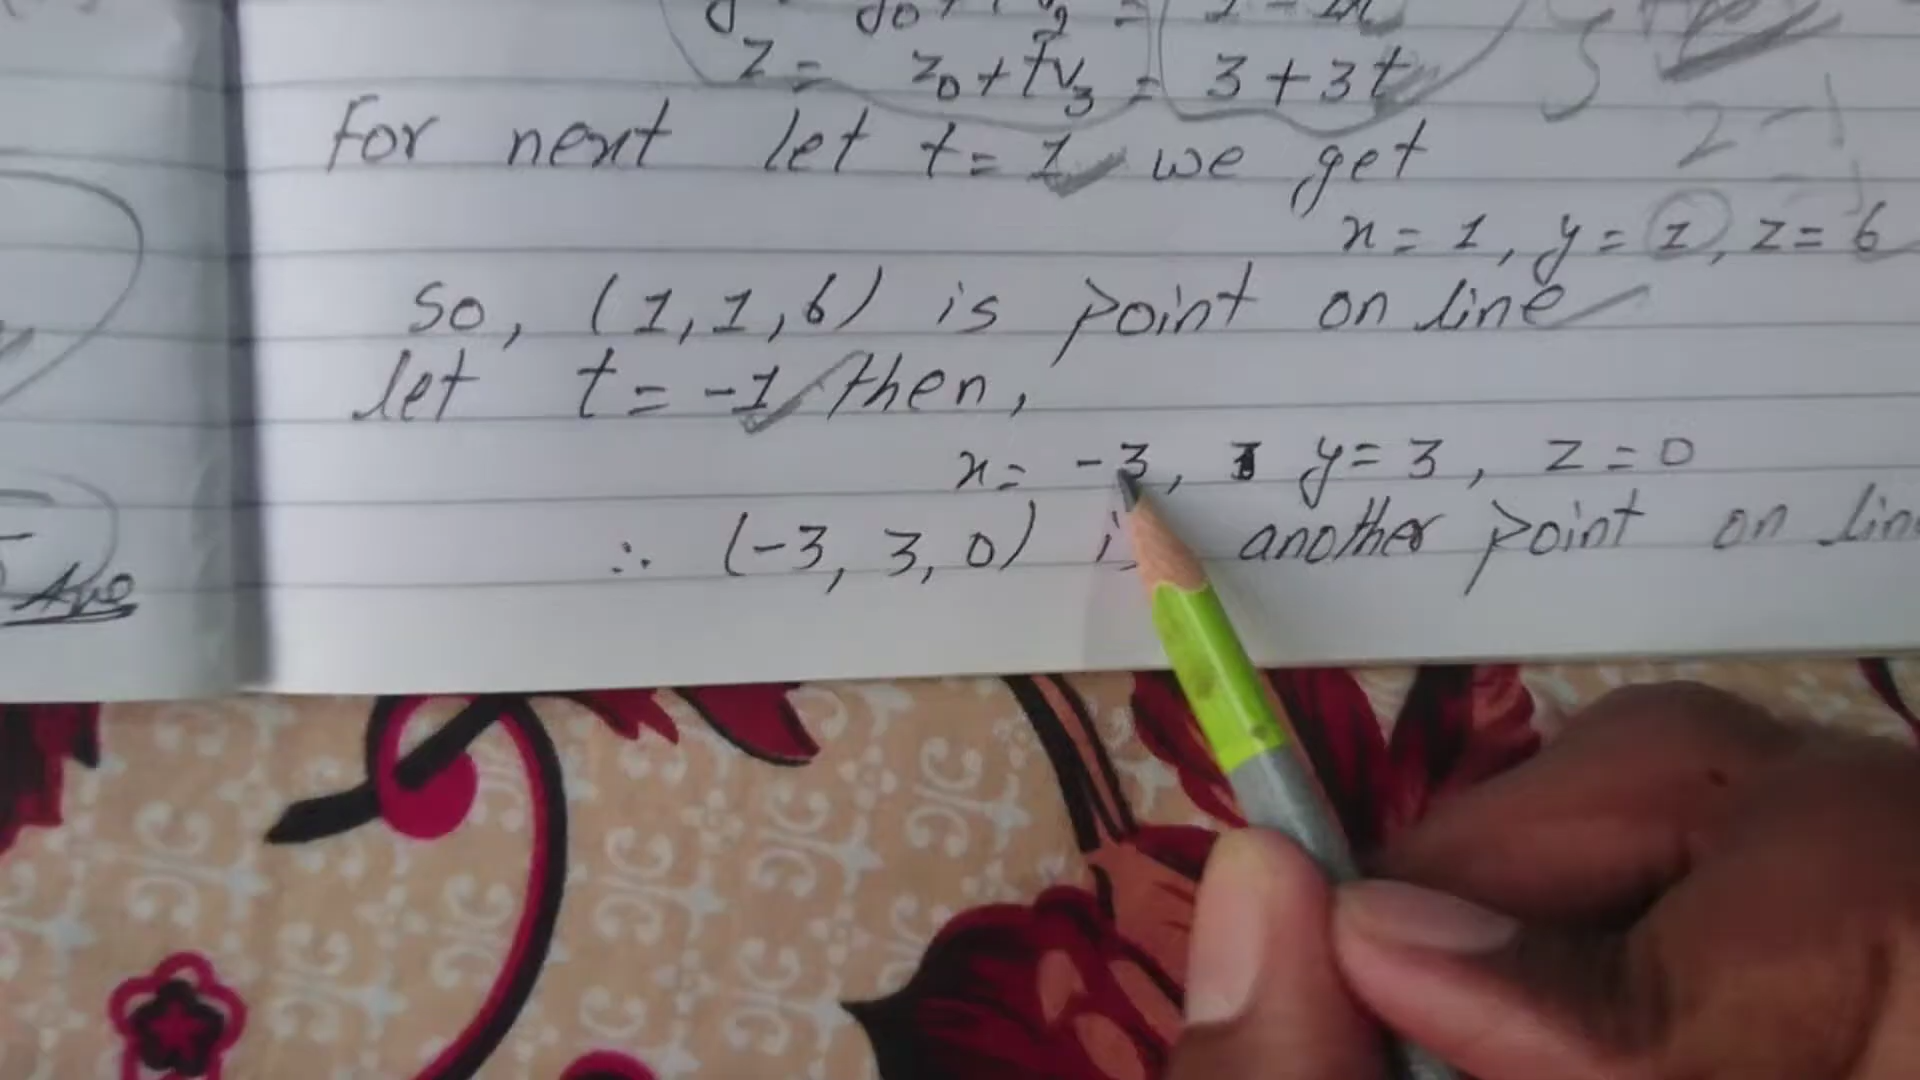 z = z₀ + tv₃ = 3 + 3t
For next let t = 1 we get
x = 1, y = 1, z = 6
So, (1, 1, 6) is point on line
let t = -1 then,
x = -3, y = 3, z = 0
∴ (-3, 3, 0) is another point on line